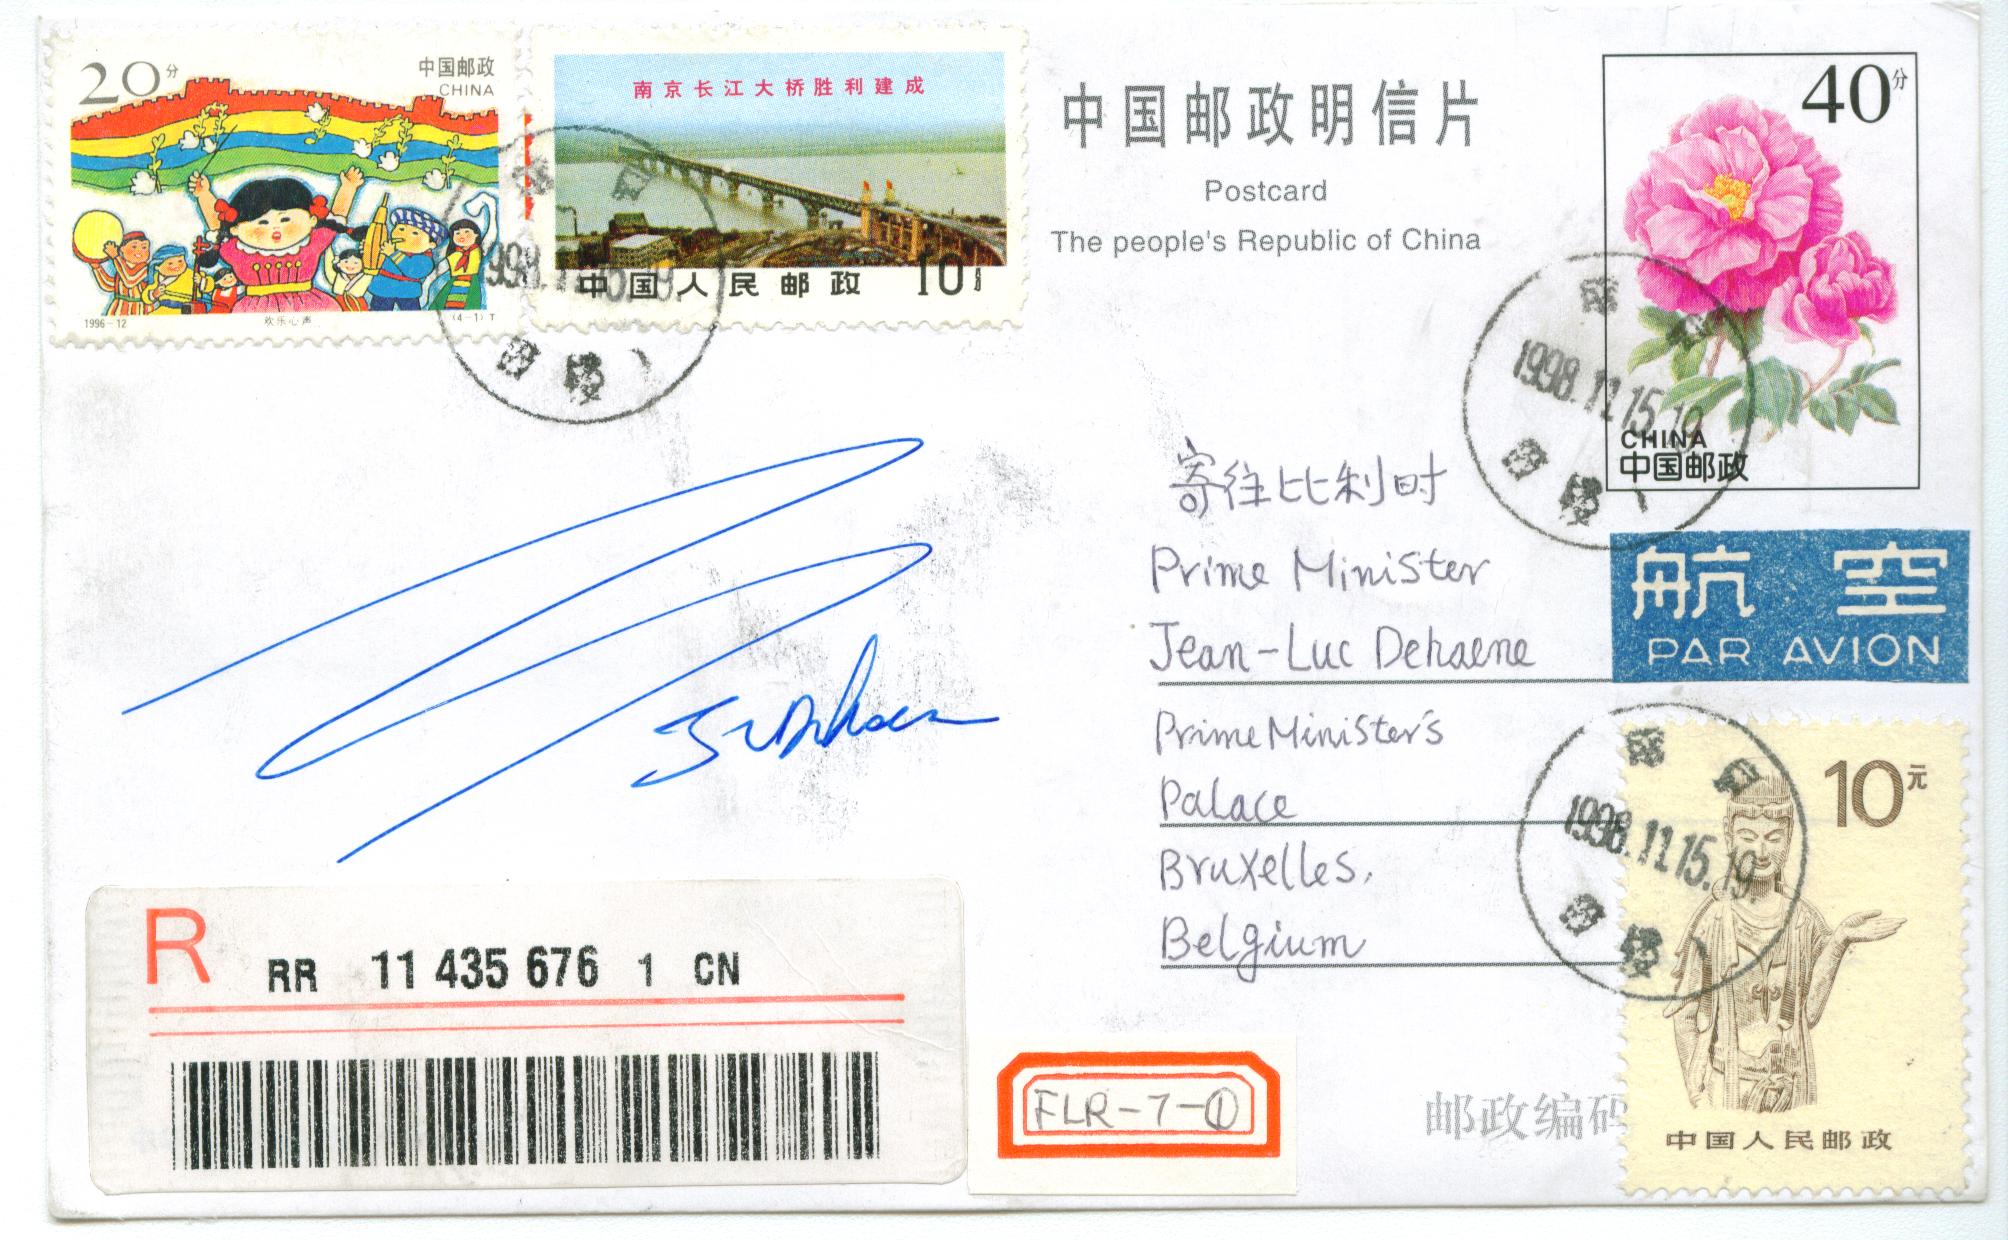 20分
中国邮政
CHINA
1996-12
欢乐心声
(4-1) T
南京长江大桥胜利建成
中国人民邮政
10
中国邮政明信片
Postcard
The people's Republic of China
40分
CHINA
中国邮政
1998.11.15.19
1998.11.15.19
寄往比利时
Prime Minister
Jean-Luc Dehaene
Prime Minister's
Palace
Bruxelles,
Belgium
航空
PAR AVION
1998.11.15.19
10元
中国人民邮政
R
RR 11 435 676 1 CN
FLR-7-①
邮政编码